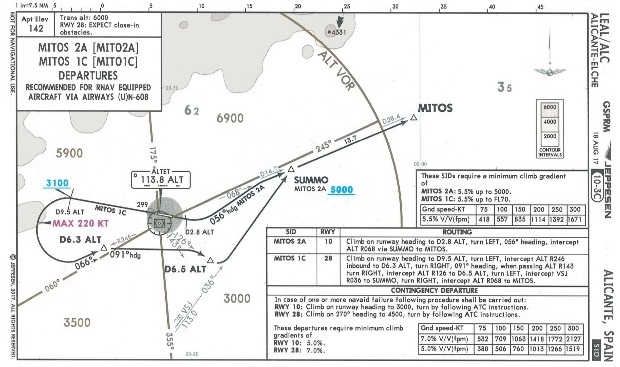 1 in=7.5 NM
Apt Elev
142
Trans alt: 6000
RWY 28: EXPECT close-in
obstacles.
MITOS 2A [MITO2A]
MITOS 1C [MITO1C]
DEPARTURES
RECOMMENDED FOR RNAV EQUIPPED
AIRCRAFT VIA AIRWAYS (U)N-608
NOT FOR NAVIGATIONAL USE.
LEAL/ALC
ALICANTE-ELCHE
GSPRM
JEPPESEN
18 AUG 17
10-3C
ALICANTE, SPAIN
SID
4331
ALT VOR
MITOS
D28.4
13.7
245°
6900
62
35
5900
175°
ALTET
D 113.8 ALT
SUMMO
MITOS 2A 5000
068°
056°hdg MITOS 2A
3100
MITOS 1C
299
D9.5 ALT
MAX 220 KT
D6.3 ALT
D2.8 ALT
066°
091°hdg
D6.5 ALT
036°
VSJ
113.0
3000
3500
355°
6000
4000
2000
CONTOUR
INTERVALS
These SIDs require a minimum climb gradient
of
MITOS 2A: 5.5% up to 5000.
MITOS 1C: 5.5% up to FL70.
Gnd speed-KT 75 100 150 200 250 300
5.5% V/V(fpm) 418 557 835 1114 1392 1671
SID RWY ROUTING
MITOS 2A 10 Climb on runway heading to D2.8 ALT, turn LEFT, 056° heading, intercept
ALT R068 via SUMMO to MITOS.
MITOS 1C 28 Climb on runway heading to D9.5 ALT, turn LEFT, intercept ALT R246
inbound to D6.3 ALT, turn RIGHT, 091° heading, when passing ALT R143
turn RIGHT, intercept ALT R126 to D6.5 ALT, turn LEFT, intercept VSJ
R036 to SUMMO, turn RIGHT, intercept ALT R068 to MITOS.
CONTINGENCY DEPARTURE
In case of one or more navaid failure following procedure shall be carried out:
RWY 10: Climb on runway heading to 3000, turn by following ATC instructions.
RWY 28: Climb on 270° heading to 4500, turn by following ATC instructions.
These departures require minimum climb
gradients of
RWY 10: 5.0%.
RWY 28: 7.0%.
Gnd speed-KT 75 100 150 200 250 300
7.0% V/V(fpm) 532 709 1063 1418 1772 2127
5.0% V/V(fpm) 380 506 760 1013 1266 1519